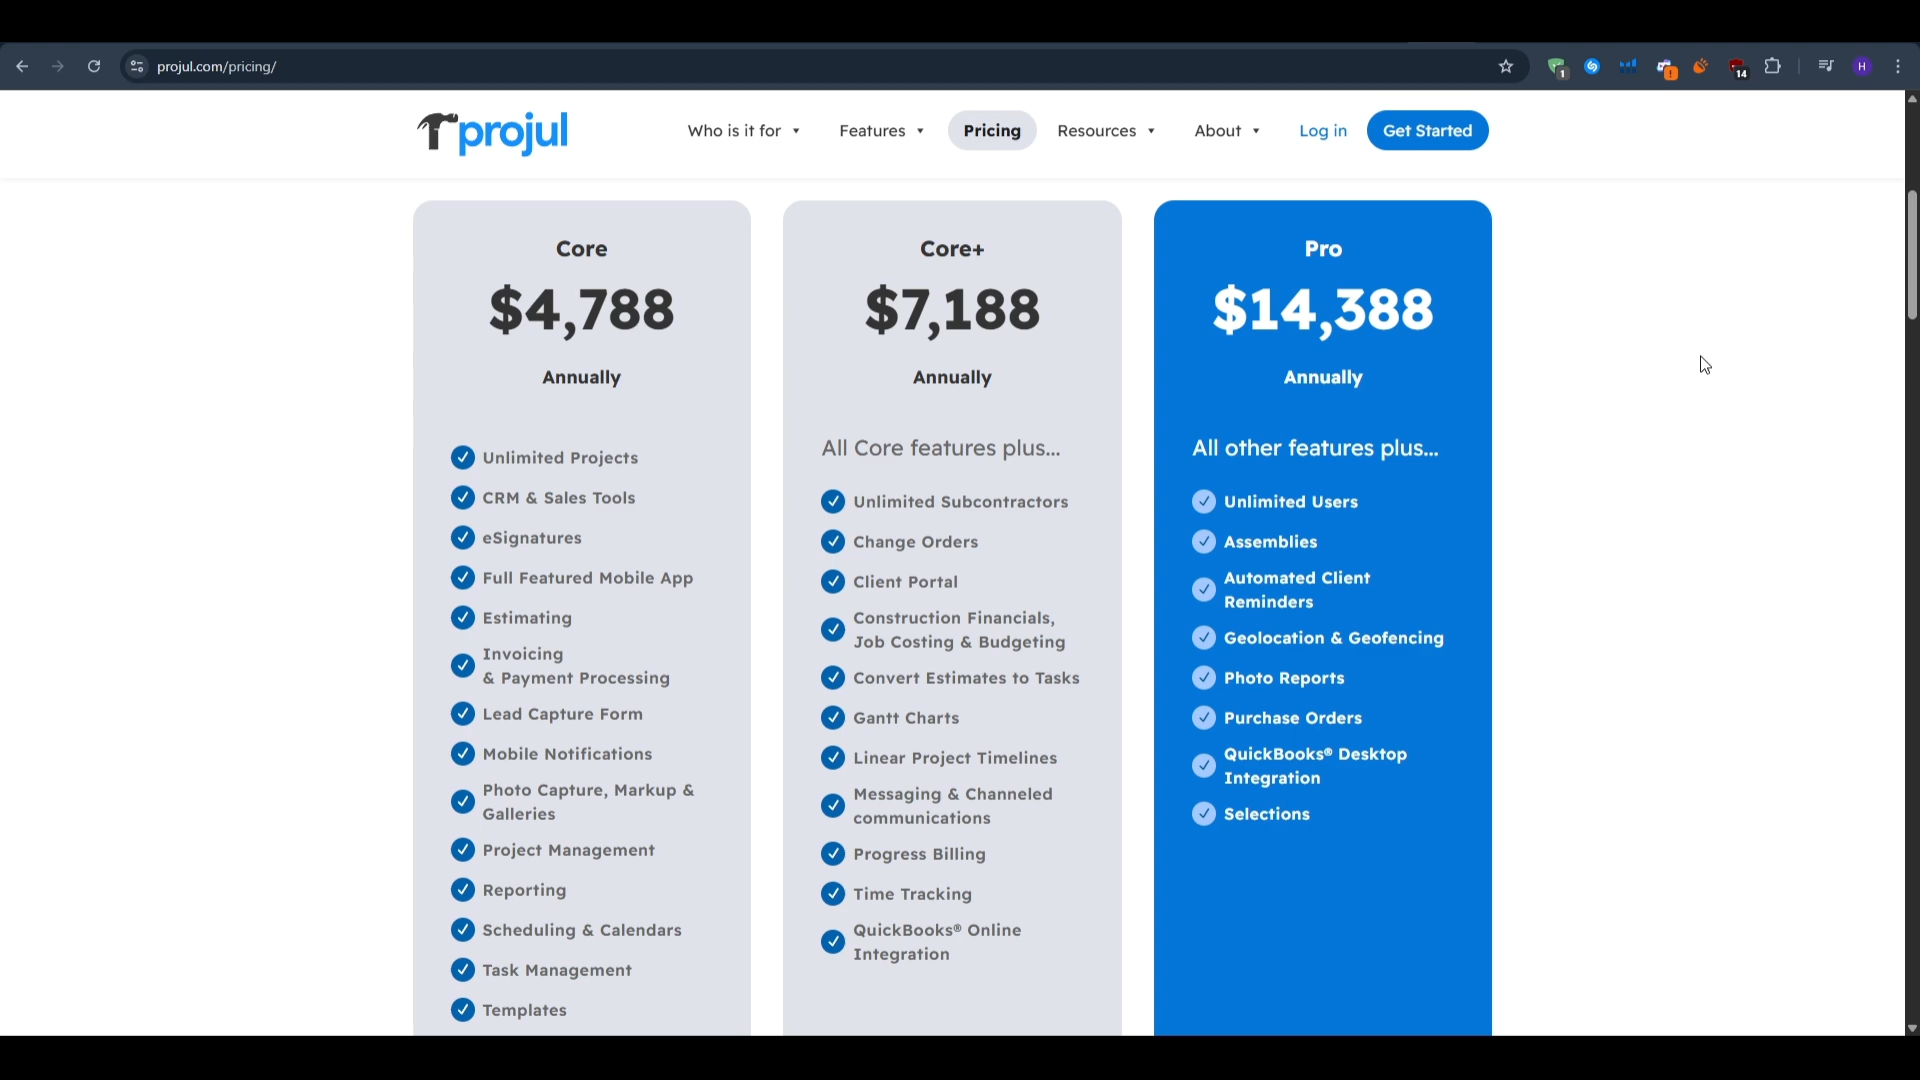 projul.com/pricing/
1
!
14
H
projul
Who is it for
Features
Pricing
Resources
About
Log in
Get Started
Core
$4,788
Annually
Unlimited Projects
CRM & Sales Tools
eSignatures
Full Featured Mobile App
Estimating
Invoicing
& Payment Processing
Lead Capture Form
Mobile Notifications
Photo Capture, Markup &
Galleries
Project Management
Reporting
Scheduling & Calendars
Task Management
Templates
Core+
$7,188
Annually
All Core features plus...
Unlimited Subcontractors
Change Orders
Client Portal
Construction Financials,
Job Costing & Budgeting
Convert Estimates to Tasks
Gantt Charts
Linear Project Timelines
Messaging & Channeled
communications
Progress Billing
Time Tracking
QuickBooks® Online
Integration
Pro
$14,388
Annually
All other features plus...
Unlimited Users
Assemblies
Automated Client
Reminders
Geolocation & Geofencing
Photo Reports
Purchase Orders
QuickBooks® Desktop
Integration
Selections